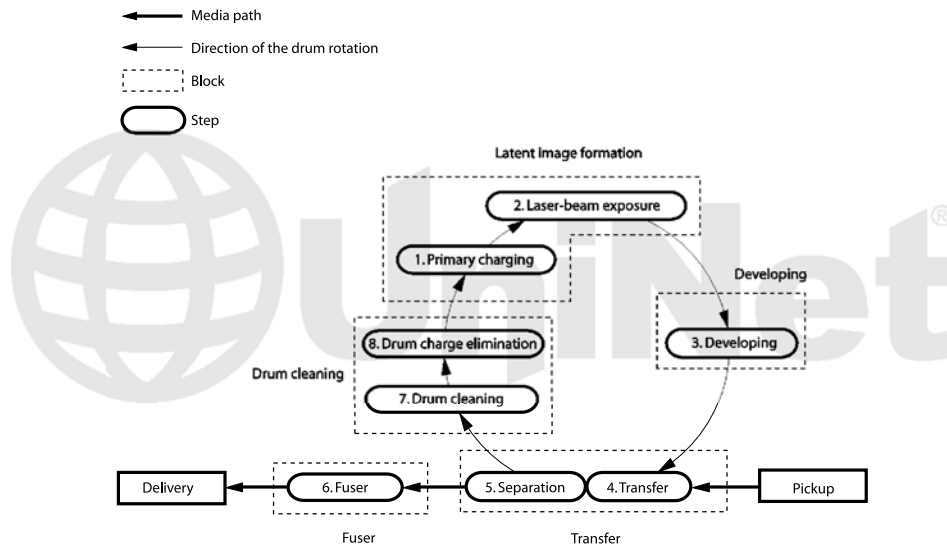 Media path
Direction of the drum rotation
Block
Step
Latent image formation
2. Laser-beam exposure
1. Primary charging
Developing
3. Developing
8. Drum charge elimination
Drum cleaning
7. Drum cleaning
Delivery
6. Fuser
5. Separation
4. Transfer
Pickup
Fuser
Transfer
UniNet®